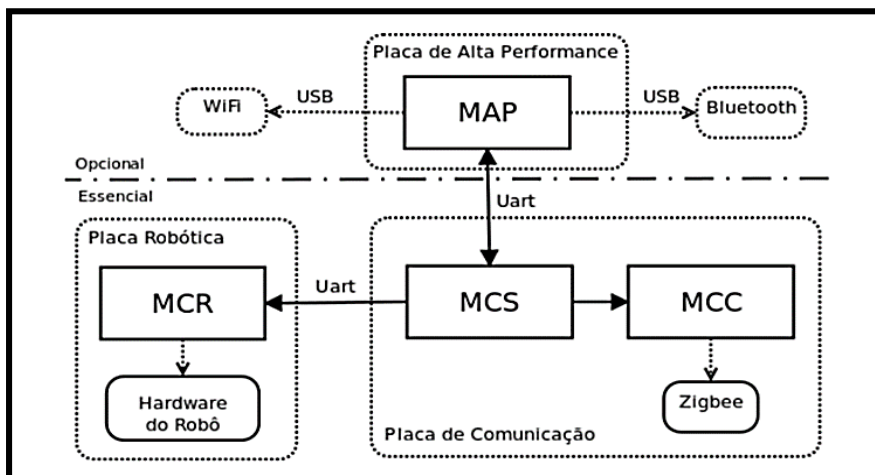 Placa de Alta Performance
WiFi
USB
MAP
USB
Bluetooth
Opcional
Essencial
Uart
Placa Robótica
MCR
Uart
MCS
MCC
Hardware
do Robô
Zigbee
Placa de Comunicação